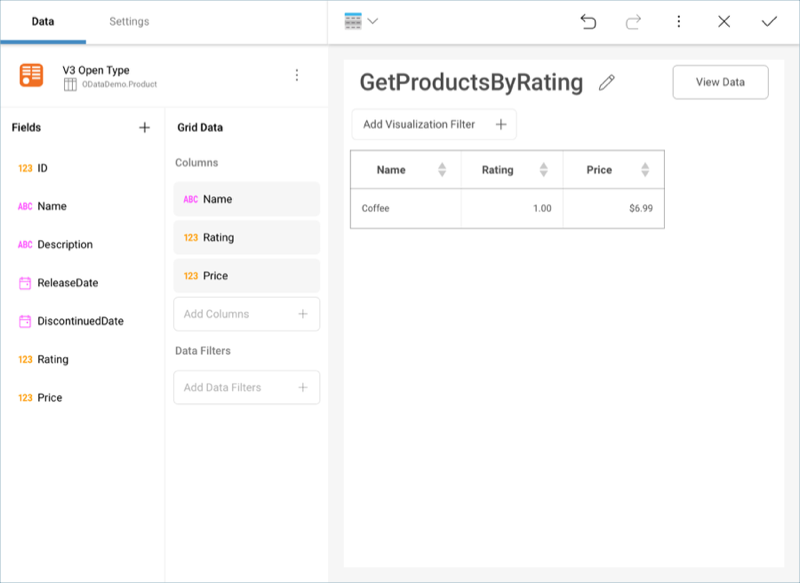 Data
Settings
V3 Open Type
ODataDemo.Product
Fields
123 ID
ABC Name
ABC Description
ReleaseDate
DiscontinuedDate
123 Rating
123 Price
Grid Data
Columns
ABC Name
123 Rating
123 Price
Add Columns
Data Filters
Add Data Filters
GetProductsByRating
View Data
Add Visualization Filter
Name Rating Price
Coffee 1.00 $6.99